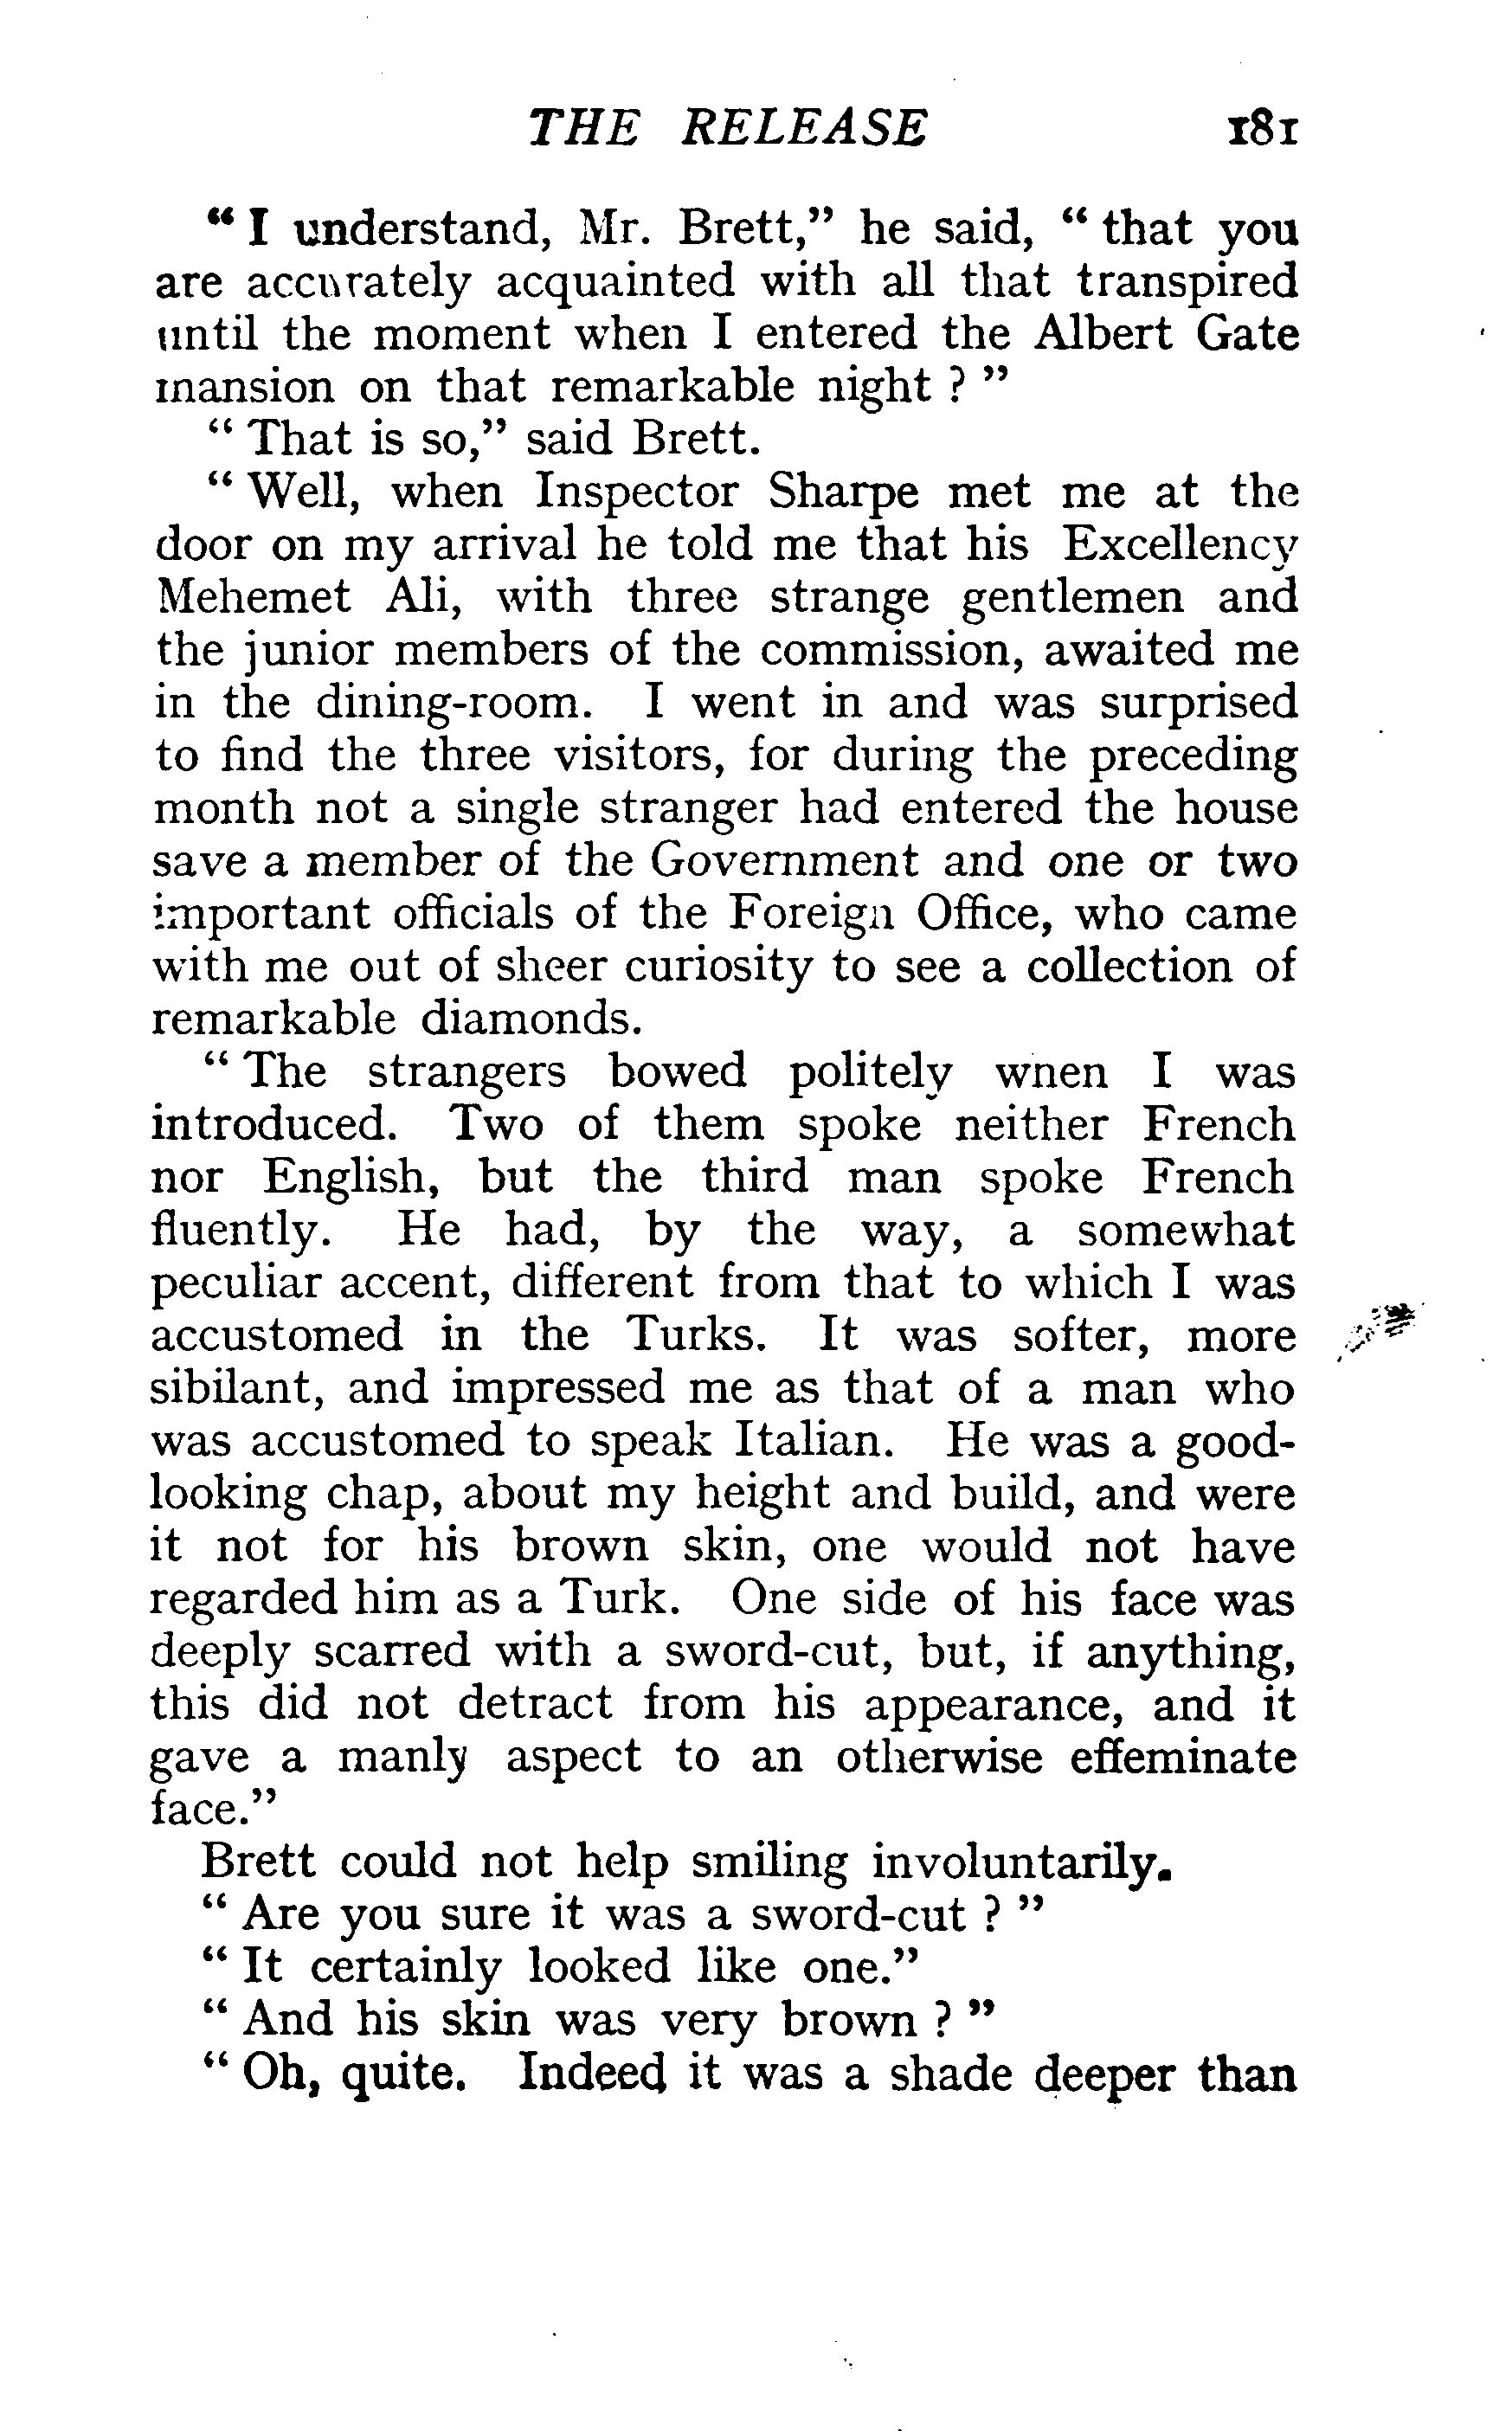 THE RELEASE 181
“ I understand, Mr. Brett,” he said, “ that you
are accurately acquainted with all that transpired
until the moment when I entered the Albert Gate
mansion on that remarkable night ? ”
“ That is so,” said Brett.
“ Well, when Inspector Sharpe met me at the
door on my arrival he told me that his Excellency
Mehemet Ali, with three strange gentlemen and
the junior members of the commission, awaited me
in the dining-room. I went in and was surprised
to find the three visitors, for during the preceding
month not a single stranger had entered the house
save a member of the Government and one or two
important officials of the Foreign Office, who came
with me out of sheer curiosity to see a collection of
remarkable diamonds.
“ The strangers bowed politely when I was
introduced. Two of them spoke neither French
nor English, but the third man spoke French
fluently. He had, by the way, a somewhat
peculiar accent, different from that to which I was
accustomed in the Turks. It was softer, more
sibilant, and impressed me as that of a man who
was accustomed to speak Italian. He was a good-
looking chap, about my height and build, and were
it not for his brown skin, one would not have
regarded him as a Turk. One side of his face was
deeply scarred with a sword-cut, but, if anything,
this did not detract from his appearance, and it
gave a manly aspect to an otherwise effeminate
face.”
Brett could not help smiling involuntarily.
“ Are you sure it was a sword-cut ? ”
“ It certainly looked like one.”
“ And his skin was very brown ? ”
“ Oh, quite. Indeed it was a shade deeper than